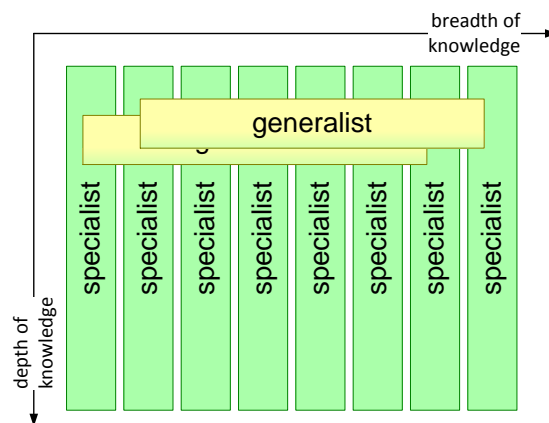 breadth of
knowledge
generalist
specialist
specialist
specialist
specialist
specialist
specialist
specialist
specialist
depth of
knowledge